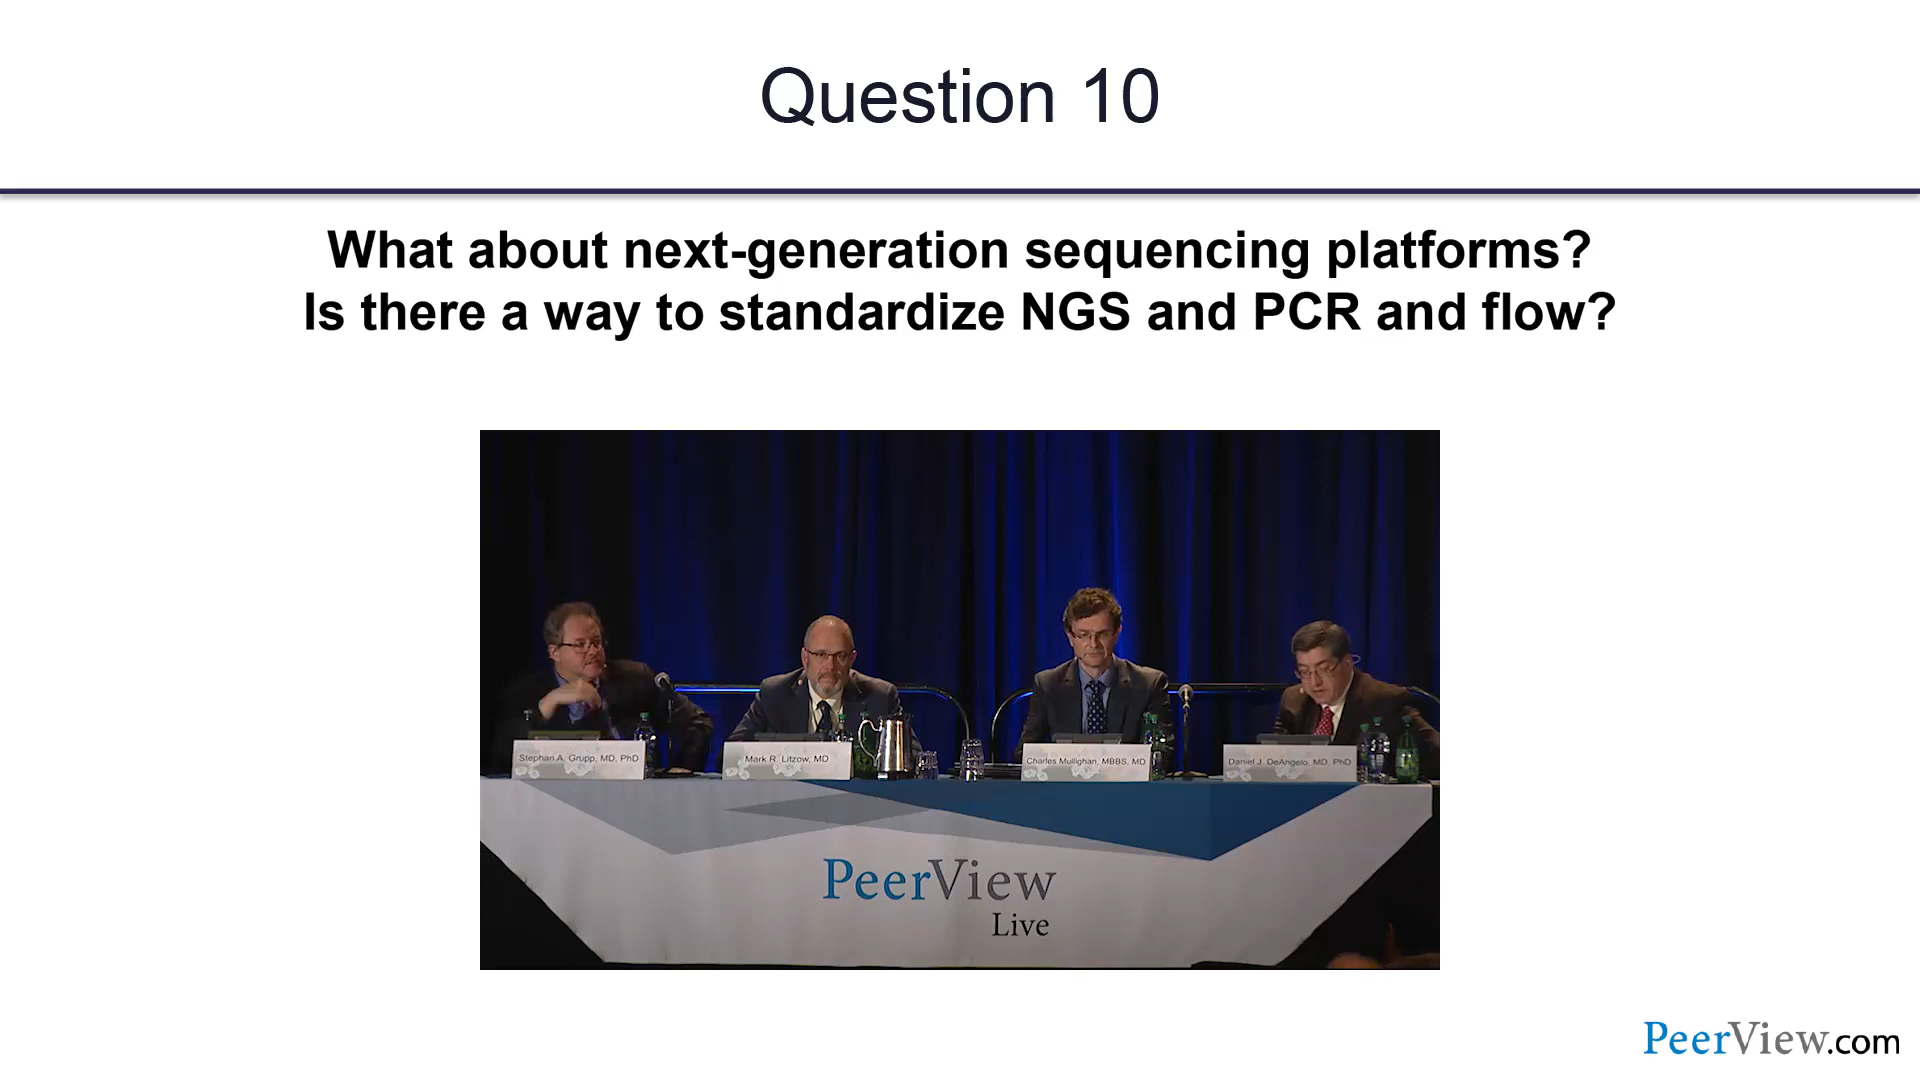 Question 10
What about next-generation sequencing platforms?
Is there a way to standardize NGS and PCR and flow?
Stephan A. Grupp, MD, PhD
Mark R. Litzow, MD
Charles Mullighan, MBBS, MD
Daniel J. DeAngelo, MD, PhD
PeerView
Live
PeerView.com